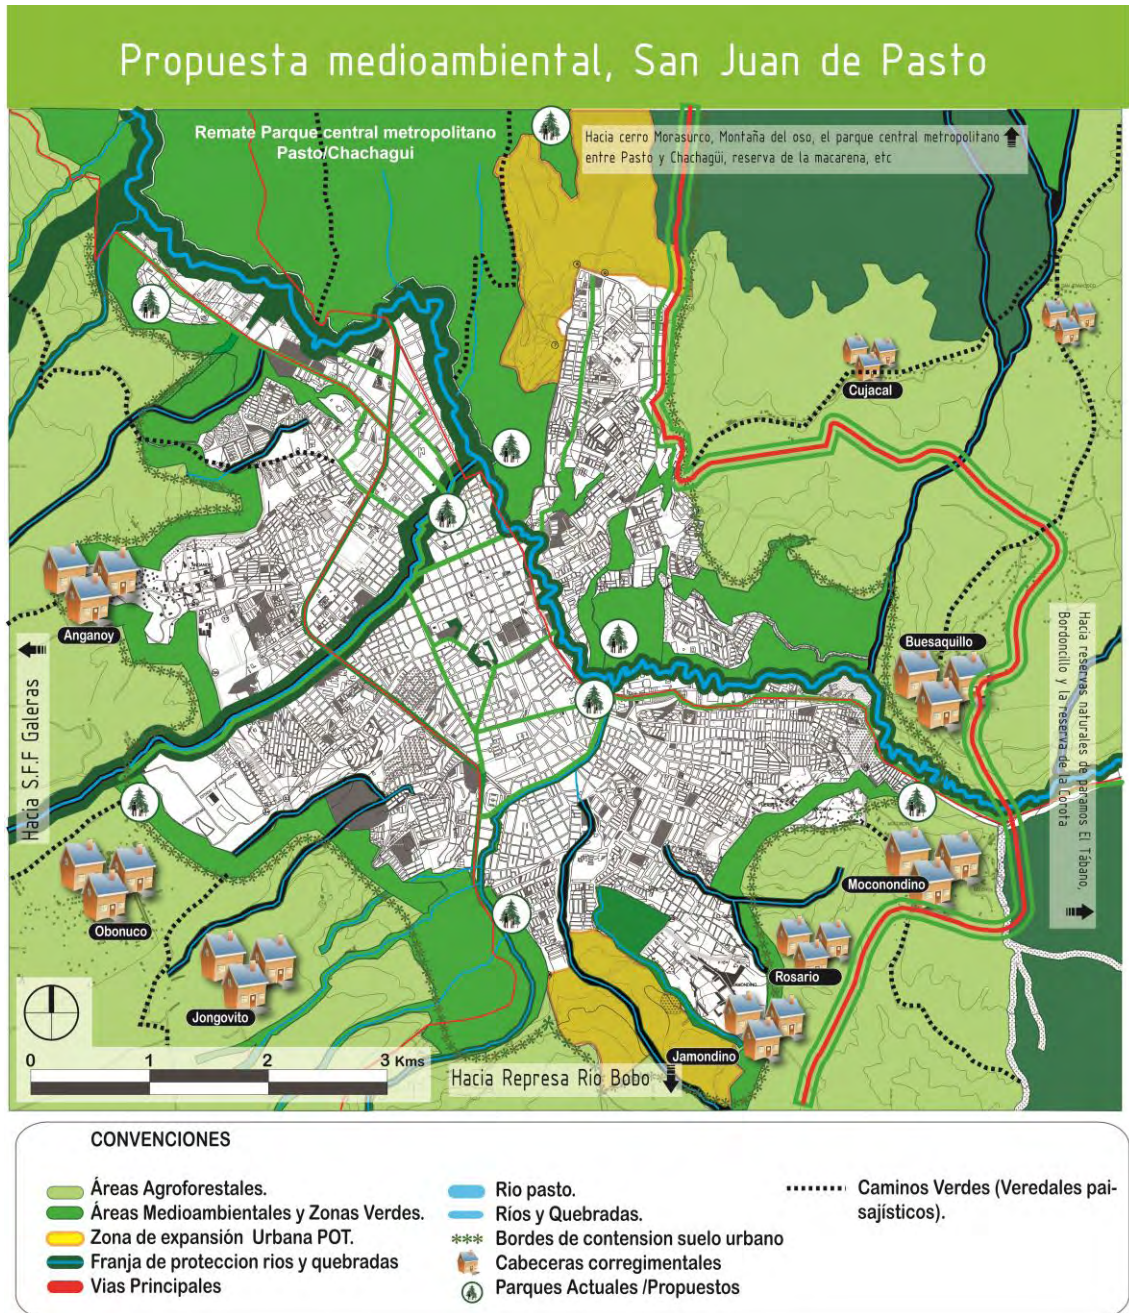 Propuesta medioambiental, San Juan de Pasto
Remate Parque central metropolitano
Pasto/Chachagui
Hacia cerro Morasurco, Montaña del oso, el parque central metropolitano
entre Pasto y Chachagüi, reserva de la macarena, etc
Cujacal
Anganoy
Buesaquillo
Hacia S.F.F Galeras
Hacia reservas naturales de paramos El Tábano,
Bordoncillo y la reserva de la Corota
Obonuco
Moconondino
Jongovito
Rosario
Jamondino
0 1 2 3 Kms
Hacia Represa Rio Bobo
CONVENCIONES
Áreas Agroforestales.
Áreas Medioambientales y Zonas Verdes.
Zona de expansión Urbana POT.
Franja de proteccion rios y quebradas
Vias Principales
Rio pasto.
Ríos y Quebradas.
Bordes de contension suelo urbano
Cabeceras corregimentales
Parques Actuales /Propuestos
Caminos Verdes (Veredales pai-
sajísticos).